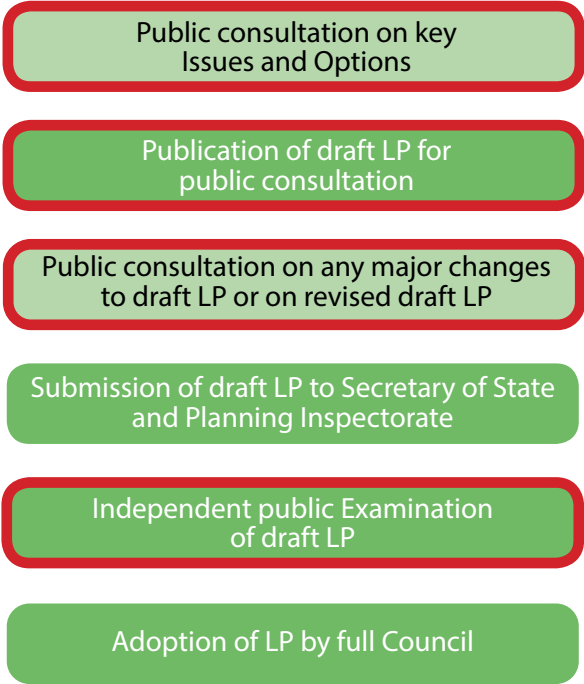 Public consultation on key
Issues and Options
Publication of draft LP for
public consultation
Public consultation on any major changes
to draft LP or on revised draft LP
Submission of draft LP to Secretary of State
and Planning Inspectorate
Independent public Examination
of draft LP
Adoption of LP by full Council